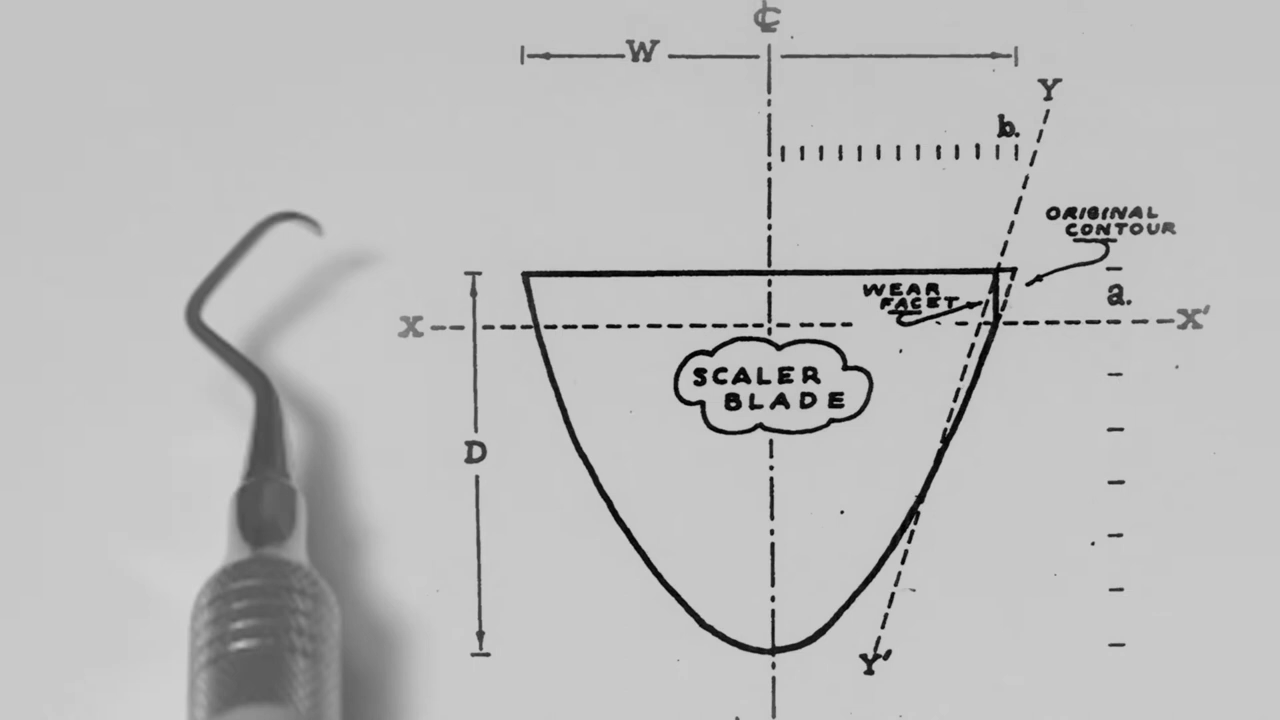 ℄
W
Y
b.
ORIGINAL
CONTOUR
WEAR
FACET
a.
X
X'
SCALER
BLADE
D
Y'